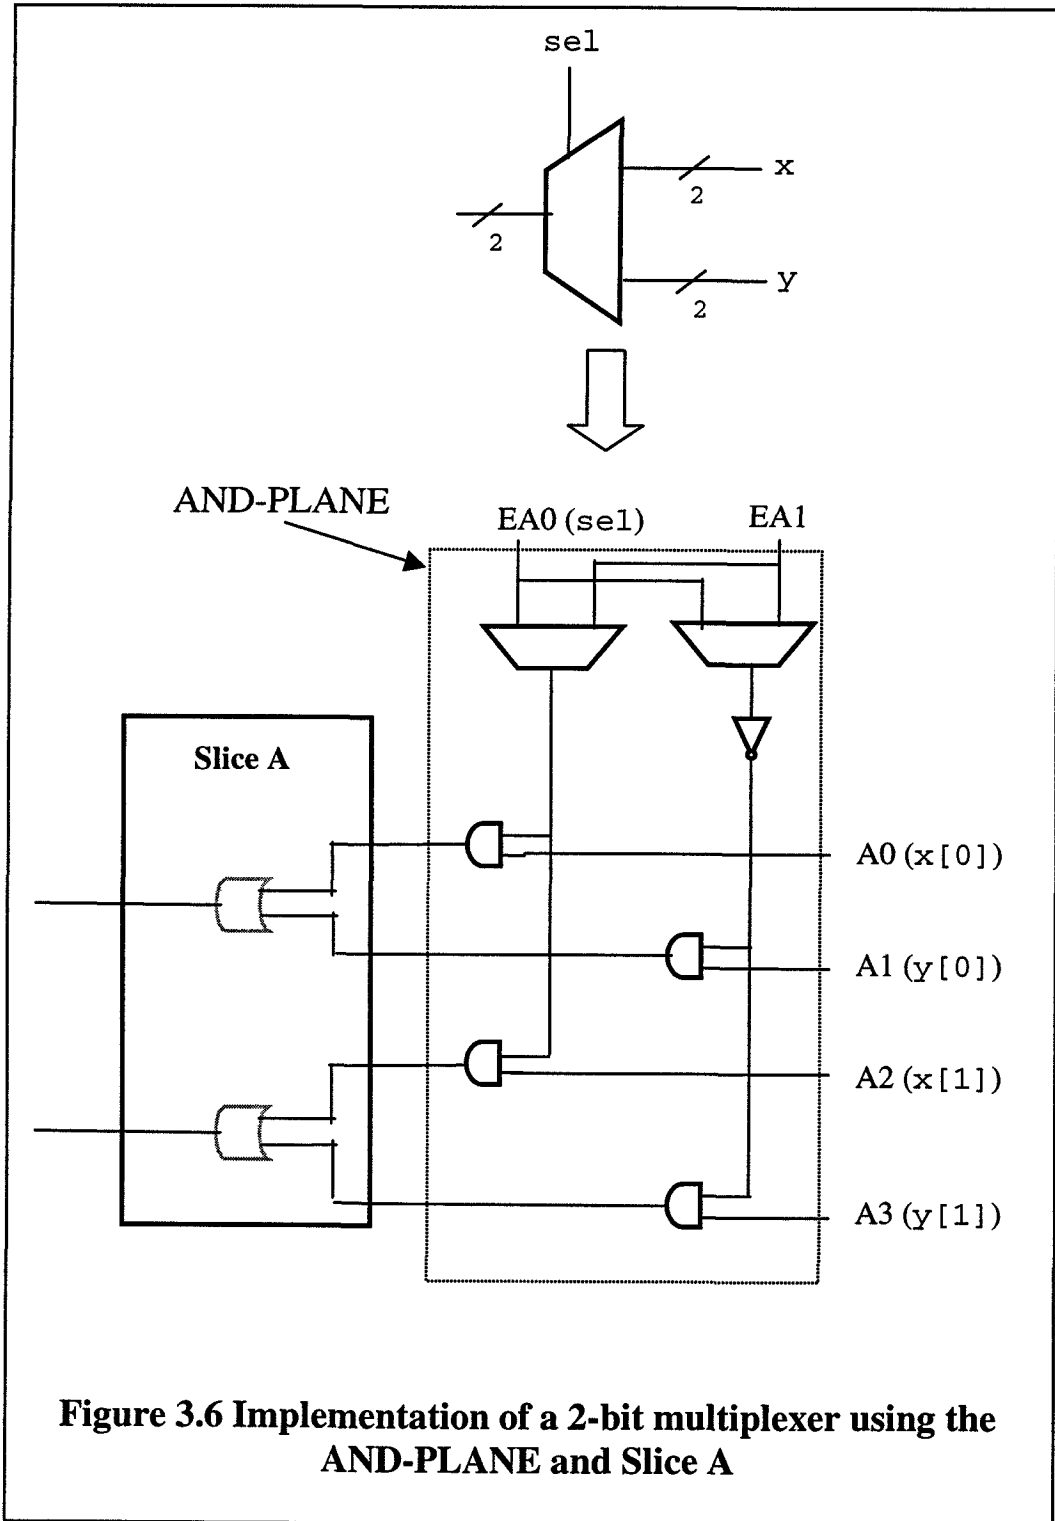 sel
x
2
2
y
2
AND-PLANE
EA0 (sel)
EA1
Slice A
A0 (x[0])
A1 (y[0])
A2 (x[1])
A3 (y[1])
Figure 3.6 Implementation of a 2-bit multiplexer using the
AND-PLANE and Slice A